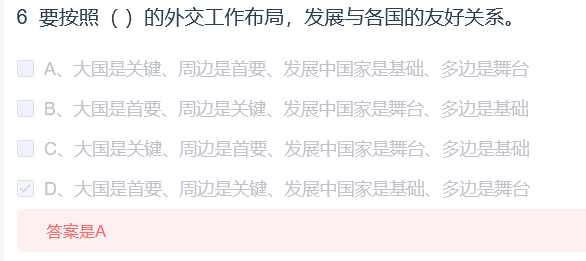 6 要按照（ ）的外交工作布局，发展与各国的友好关系。
A、大国是关键、周边是首要、发展中国家是基础、多边是舞台
B、大国是首要、周边是关键、发展中国家是舞台、多边是基础
C、大国是关键、周边是首要、发展中国家是舞台、多边是基础
D、大国是首要、周边是关键、发展中国家是基础、多边是舞台
答案是A